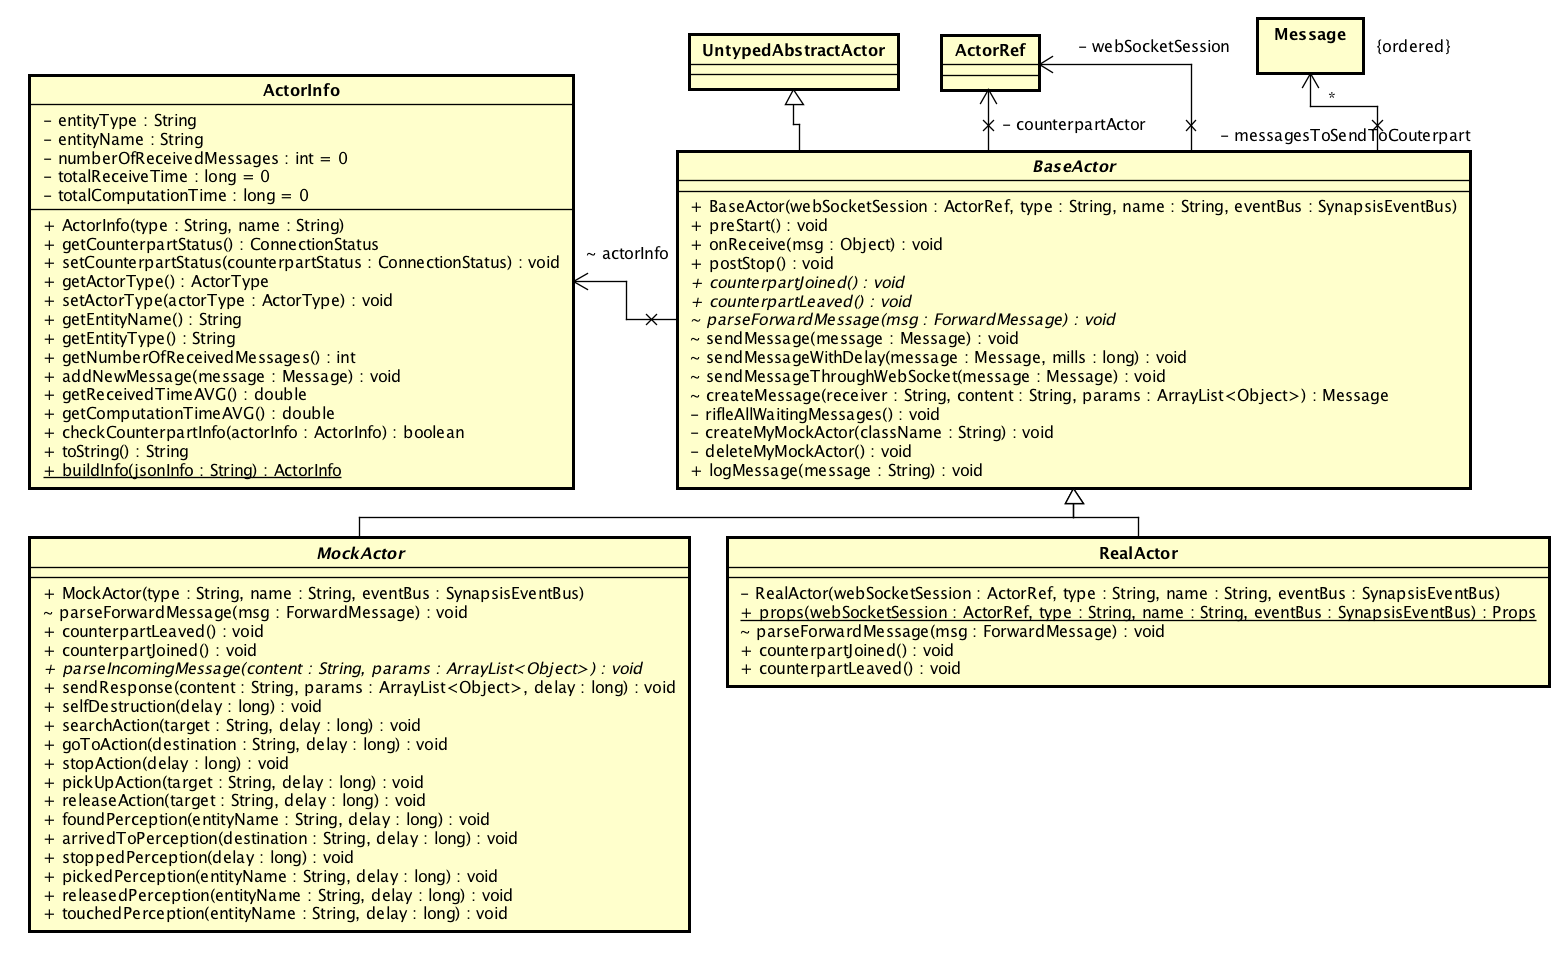 UntypedAbstractActor
ActorRef
- webSocketSession
Message
{ordered}
*
- counterpartActor
- messagesToSendToCouterpart
ActorInfo
- entityType : String
- entityName : String
- numberOfReceivedMessages : int = 0
- totalReceiveTime : long = 0
- totalComputationTime : long = 0
+ ActorInfo(type : String, name : String)
+ getCounterpartStatus() : ConnectionStatus
+ setCounterpartStatus(counterpartStatus : ConnectionStatus) : void
+ getActorType() : ActorType
+ setActorType(actorType : ActorType) : void
+ getEntityName() : String
+ getEntityType() : String
+ getNumberOfReceivedMessages() : int
+ addNewMessage(message : Message) : void
+ getReceivedTimeAVG() : double
+ getComputationTimeAVG() : double
+ checkCounterpartInfo(actorInfo : ActorInfo) : boolean
+ toString() : String
+ buildInfo(jsonInfo : String) : ActorInfo
~ actorInfo
BaseActor
+ BaseActor(webSocketSession : ActorRef, type : String, name : String, eventBus : SynapsisEventBus)
+ preStart() : void
+ onReceive(msg : Object) : void
+ postStop() : void
+ counterpartJoined() : void
+ counterpartLeaved() : void
~ parseForwardMessage(msg : ForwardMessage) : void
~ sendMessage(message : Message) : void
~ sendMessageWithDelay(message : Message, mills : long) : void
~ sendMessageThroughWebSocket(message : Message) : void
~ createMessage(receiver : String, content : String, params : ArrayList<Object>) : Message
- rifleAllWaitingMessages() : void
- createMyMockActor(className : String) : void
- deleteMyMockActor() : void
+ logMessage(message : String) : void
MockActor
+ MockActor(type : String, name : String, eventBus : SynapsisEventBus)
~ parseForwardMessage(msg : ForwardMessage) : void
+ counterpartLeaved() : void
+ counterpartJoined() : void
+ parseIncomingMessage(content : String, params : ArrayList<Object>) : void
+ sendResponse(content : String, params : ArrayList<Object>, delay : long) : void
+ selfDestruction(delay : long) : void
+ searchAction(target : String, delay : long) : void
+ goToAction(destination : String, delay : long) : void
+ stopAction(delay : long) : void
+ pickUpAction(target : String, delay : long) : void
+ releaseAction(target : String, delay : long) : void
+ foundPerception(entityName : String, delay : long) : void
+ arrivedToPerception(destination : String, delay : long) : void
+ stoppedPerception(delay : long) : void
+ pickedPerception(entityName : String, delay : long) : void
+ releasedPerception(entityName : String, delay : long) : void
+ touchedPerception(entityName : String, delay : long) : void
RealActor
- RealActor(webSocketSession : ActorRef, type : String, name : String, eventBus : SynapsisEventBus)
+ props(webSocketSession : ActorRef, type : String, name : String, eventBus : SynapsisEventBus) : Props
~ parseForwardMessage(msg : ForwardMessage) : void
+ counterpartJoined() : void
+ counterpartLeaved() : void